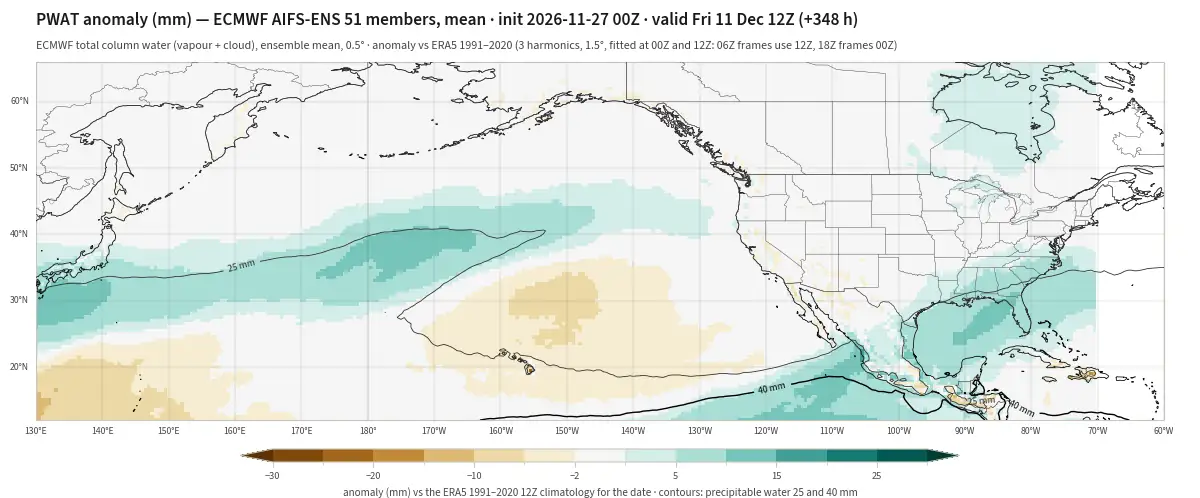 PWAT anomaly (mm) — ECMWF AIFS-ENS 51 members, mean · init 2026-11-27 00Z · valid Fri 11 Dec 12Z (+348 h)
ECMWF total column water (vapour + cloud), ensemble mean, 0.5° · anomaly vs ERA5 1991–2020 (3 harmonics, 1.5°, fitted at 00Z and 12Z: 06Z frames use 12Z, 18Z frames 00Z)
60°N
50°N
40°N
30°N
20°N
25 mm
40 mm
25 mm
40 mm
130°E
140°E
150°E
160°E
170°E
180°
170°W
160°W
150°W
140°W
130°W
120°W
110°W
100°W
90°W
80°W
70°W
60°W
−30
−20
−10
−2
5
15
25
anomaly (mm) vs the ERA5 1991–2020 12Z climatology for the date · contours: precipitable water 25 and 40 mm